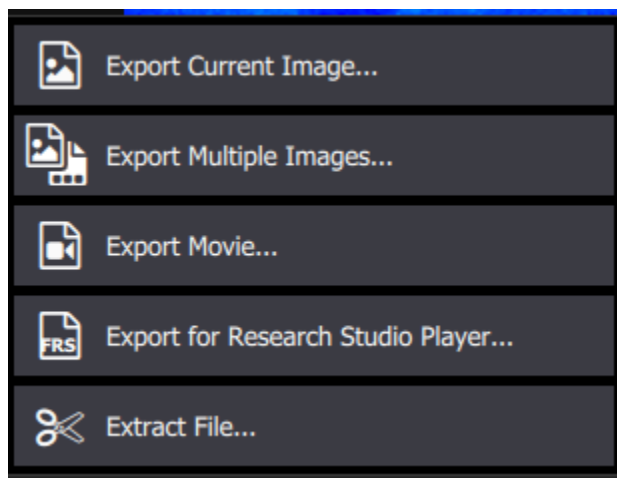 Export Current Image...
Export Multiple Images...
Export Movie...
FRS
Export for Research Studio Player...
Extract File...